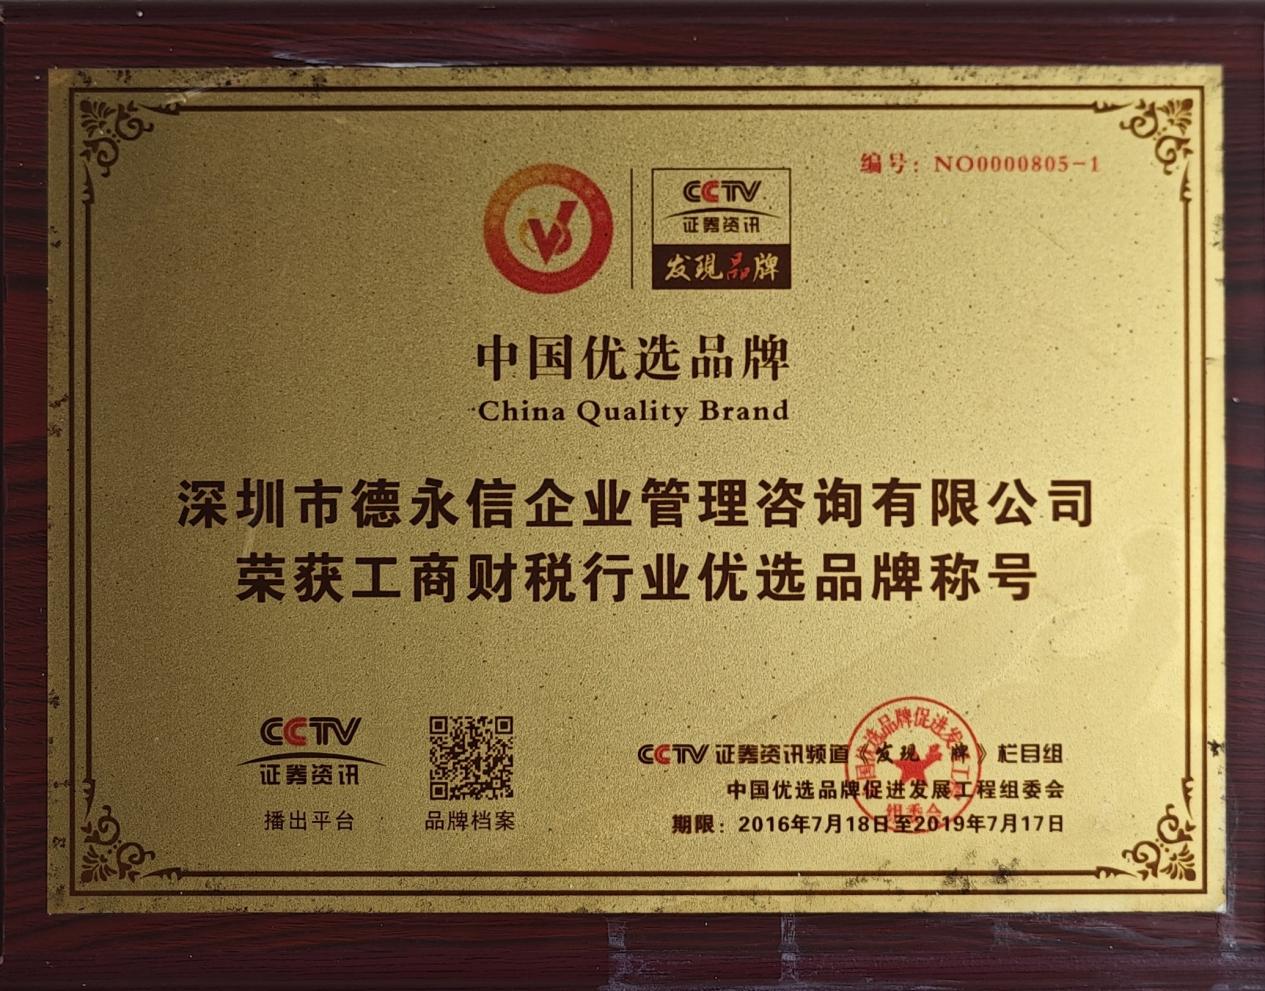 编号：NO0000805-1
CCTV
证券资讯
发现品牌
中国优选品牌
China Quality Brand
深圳市德永信企业管理咨询有限公司
荣获工商财税行业优选品牌称号
CCTV
证券资讯
播出平台
品牌档案
CCTV 证券资讯频道《发现品牌》栏目组
中国优选品牌促进发展工程组委会
期限：2016年7月18日至2019年7月17日
组委会